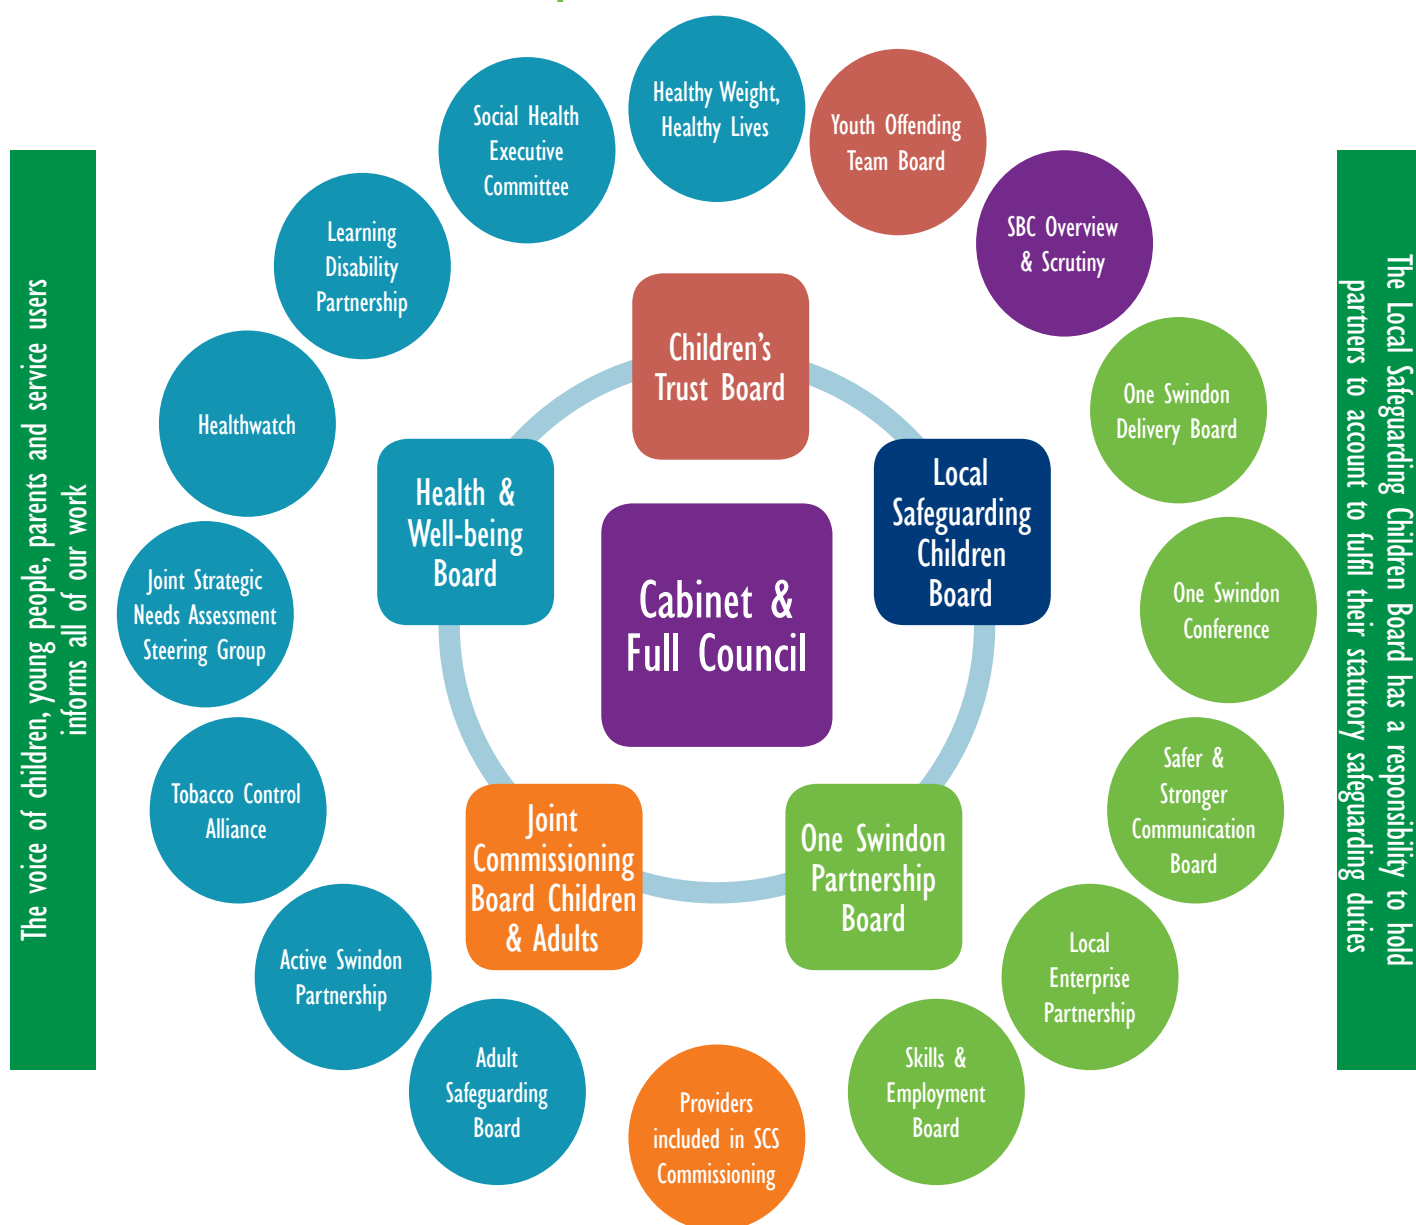 The voice of children, young people, parents and service users
informs all of our work
Healthy Weight,
Healthy Lives
Youth Offending
Team Board
SBC Overview
& Scrutiny
One Swindon
Delivery Board
One Swindon
Conference
Safer &
Stronger
Communication
Board
Local
Enterprise
Partnership
Skills &
Employment
Board
Providers
included in SCS
Commissioning
Adult
Safeguarding
Board
Active Swindon
Partnership
Tobacco Control
Alliance
Joint Strategic
Needs Assessment
Steering Group
Healthwatch
Learning
Disability
Partnership
Social Health
Executive
Committee
Children's
Trust Board
Local
Safeguarding
Children
Board
One Swindon
Partnership
Board
Joint
Commissioning
Board Children
& Adults
Health &
Well-being
Board
Cabinet &
Full Council
The Local Safeguarding Children Board has a responsibility to hold
partners to account to fulfil their statutory safeguarding duties